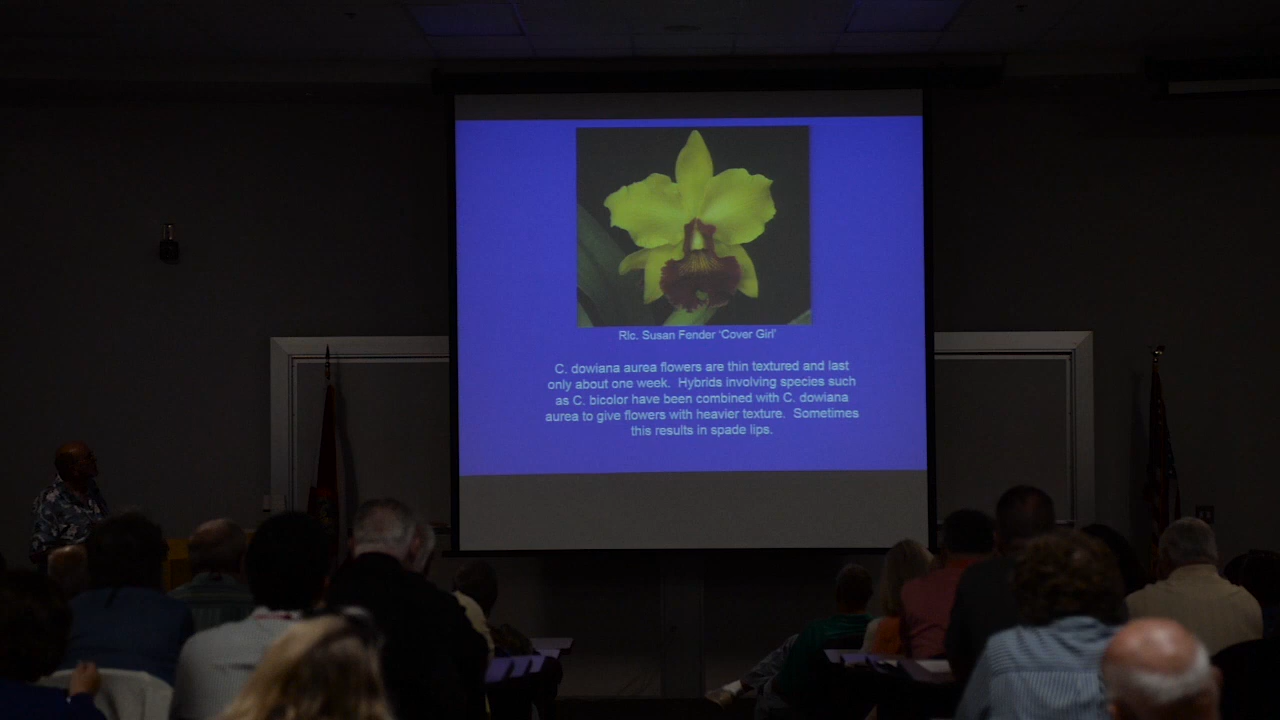 Rlc. Susan Fender 'Cover Girl'
C. dowiana aurea flowers are thin textured and last
only about one week. Hybrids involving species such
as C. bicolor have been combined with C. dowiana
aurea to give flowers with heavier texture. Sometimes
this results in spade lips.